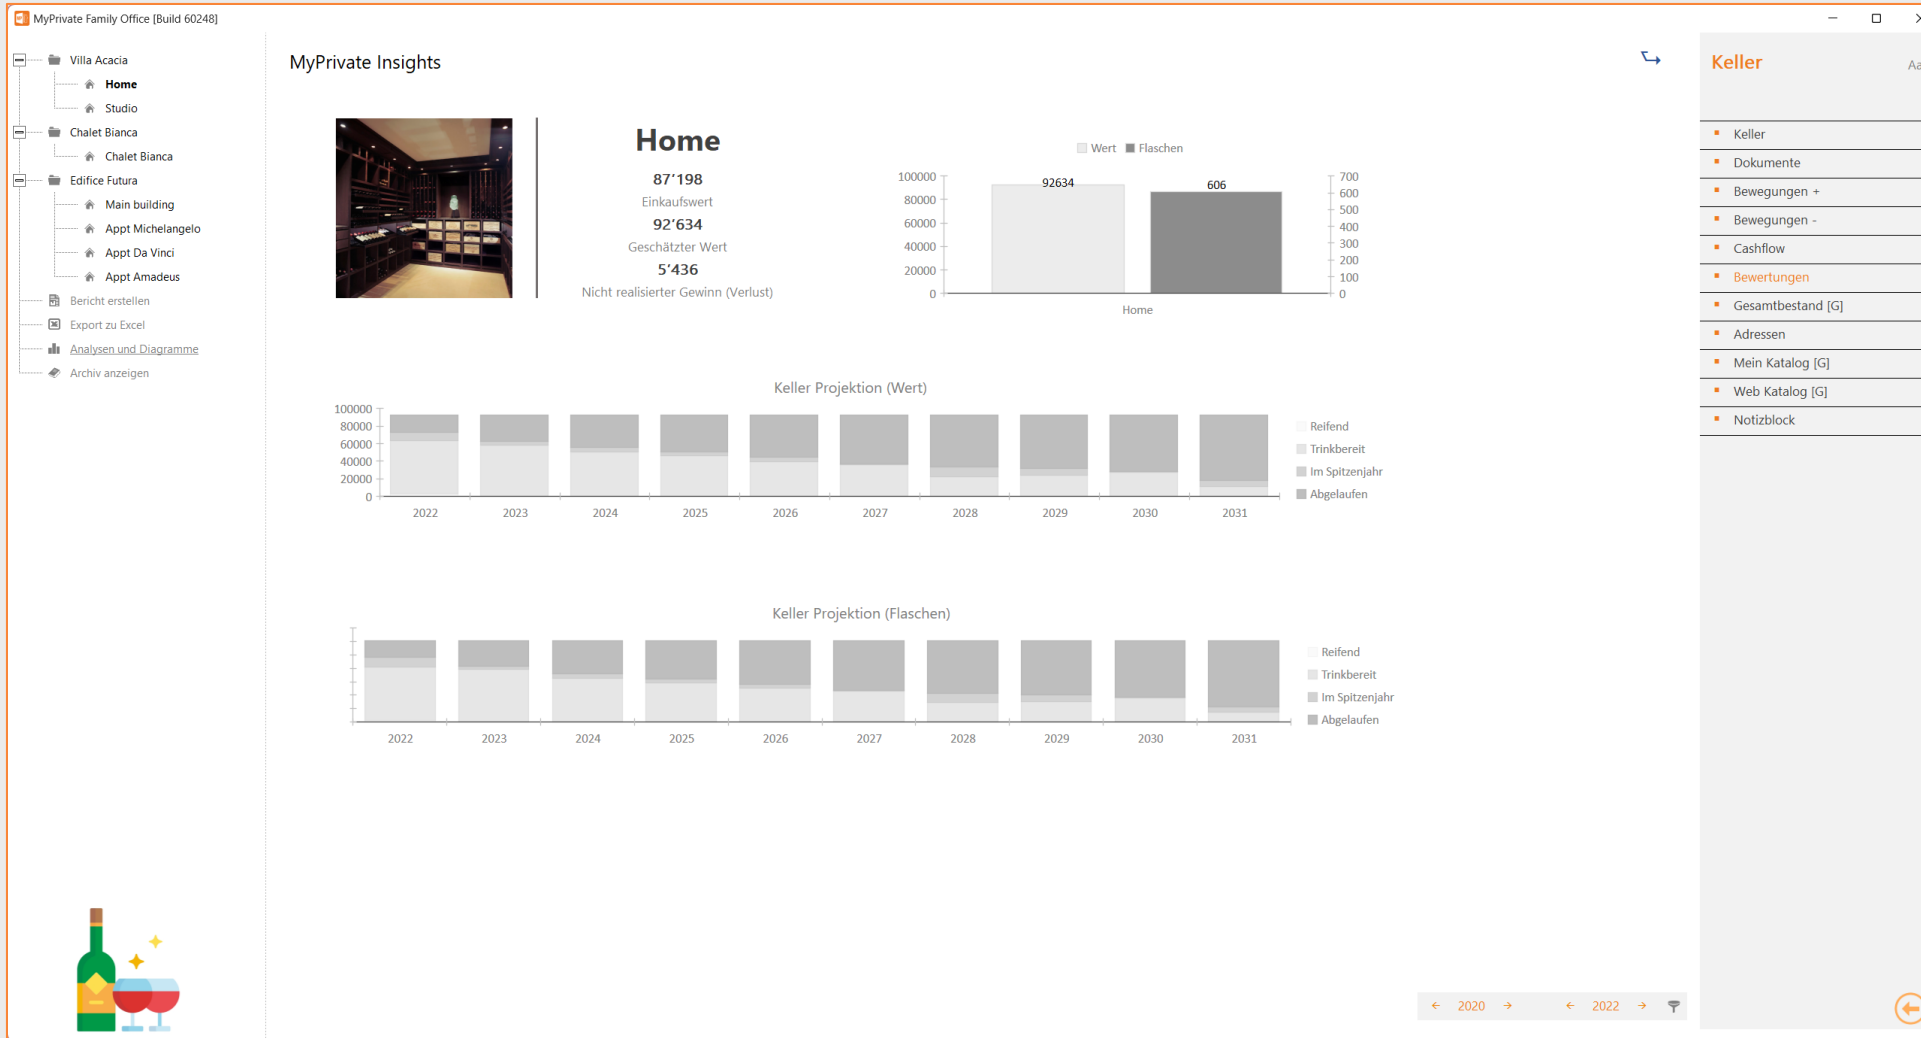 MyPrivate Family Office [Build 60248]
Villa Acacia
Home
Studio
Chalet Bianca
Chalet Bianca
Edifice Futura
Main building
Appt Michelangelo
Appt Da Vinci
Appt Amadeus
Bericht erstellen
Export zu Excel
Analysen und Diagramme
Archiv anzeigen
MyPrivate Insights
Home
87'198
Einkaufswert
92'634
Geschätzter Wert
5'436
Nicht realisierter Gewinn (Verlust)
Wert Flaschen
100000
80000
60000
40000
20000
0
92634
606
700
600
500
400
300
200
100
0
Home
Keller Projektion (Wert)
100000
80000
60000
40000
20000
0
2022 2023 2024 2025 2026 2027 2028 2029 2030 2031
Reifend
Trinkbereit
Im Spitzenjahr
Abgelaufen
Keller Projektion (Flaschen)
2022 2023 2024 2025 2026 2027 2028 2029 2030 2031
Reifend
Trinkbereit
Im Spitzenjahr
Abgelaufen
2020 2022
Keller
Keller
Dokumente
Bewegungen +
Bewegungen -
Cashflow
Bewertungen
Gesamtbestand [G]
Adressen
Mein Katalog [G]
Web Katalog [G]
Notizblock